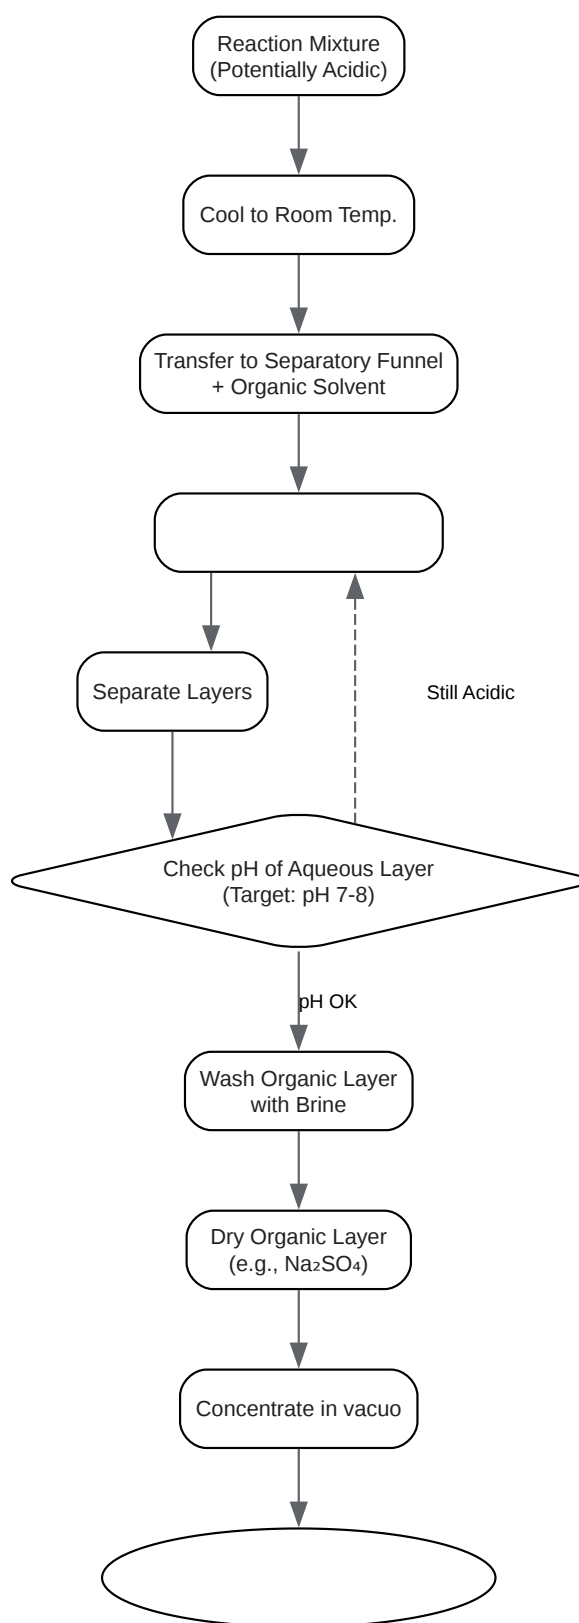 Reaction Mixture
(Potentially Acidic)
Cool to Room Temp.
Transfer to Separatory Funnel
+ Organic Solvent
Separate Layers
Still Acidic
Check pH of Aqueous Layer
(Target: pH 7-8)
pH OK
Wash Organic Layer
with Brine
Dry Organic Layer
(e.g., Na₂SO₄)
Concentrate in vacuo